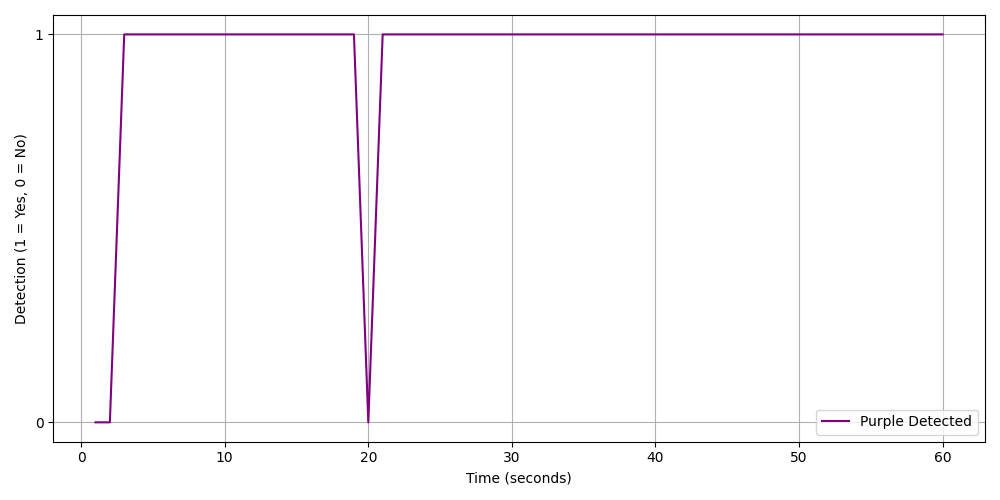 1
0
Detection (1 = Yes, 0 = No)
Purple Detected
0 10 20 30 40 50 60
Time (seconds)